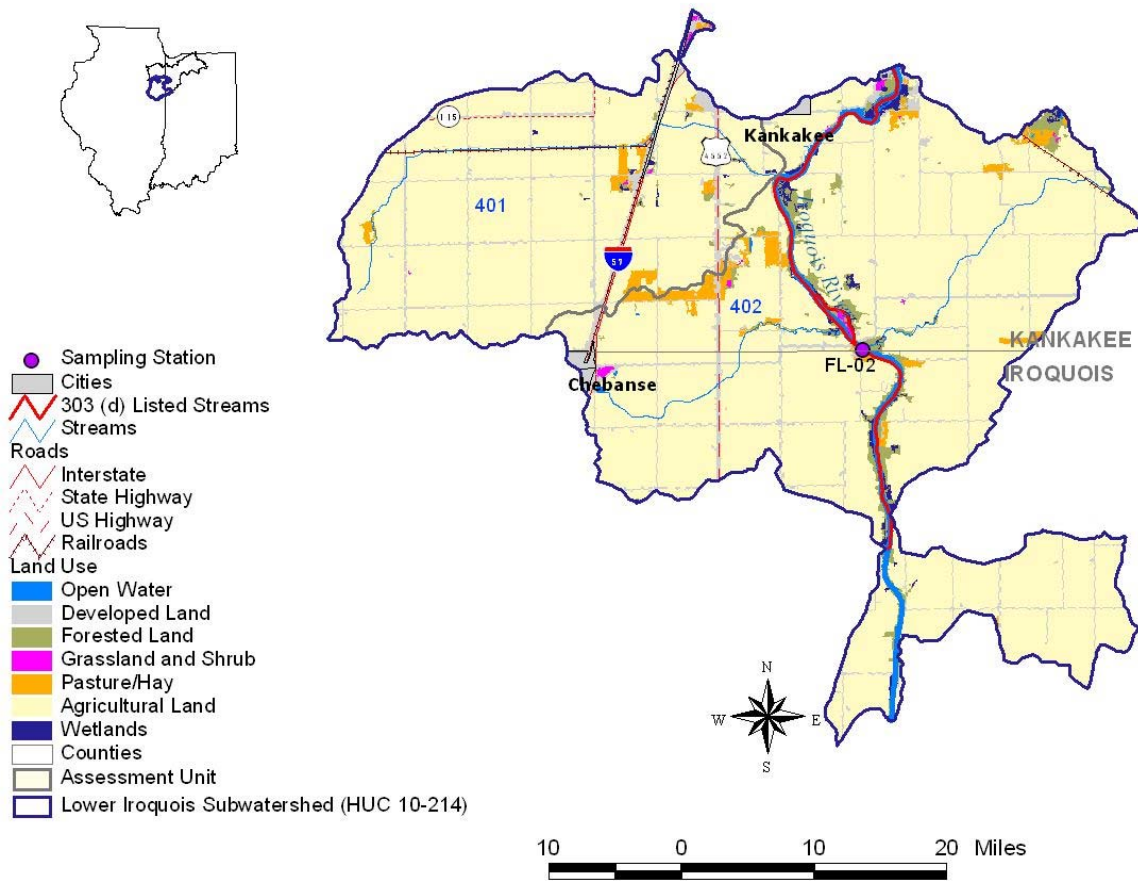 115
Kankakee
45 52
401
57
Iroquois River
402
KANKAKEE
IROQUOIS
FL-02
Chebanse
Sampling Station
Cities
303 (d) Listed Streams
Streams
Roads
Interstate
State Highway
US Highway
Railroads
Land Use
Open Water
Developed Land
Forested Land
Grassland and Shrub
Pasture/Hay
Agricultural Land
Wetlands
Counties
Assessment Unit
Lower Iroquois Subwatershed (HUC 10-214)
N
W E
S
10 0 10 20 Miles